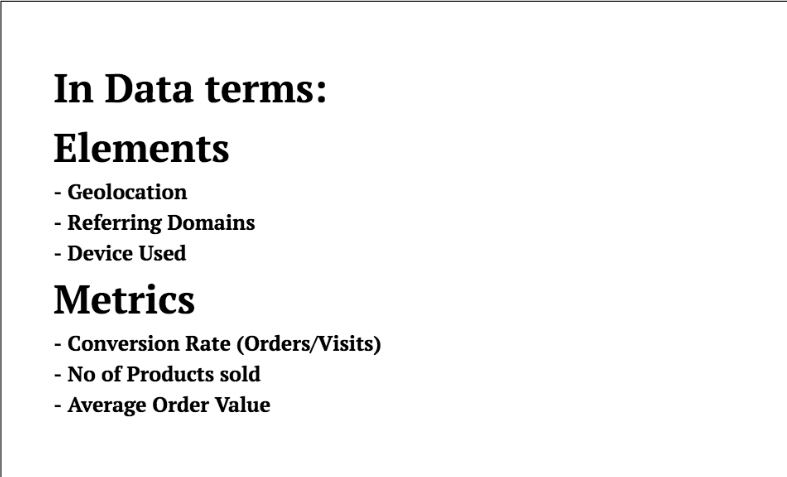 In Data terms:
Elements
- Geolocation
- Referring Domains
- Device Used
Metrics
- Conversion Rate (Orders/Visits)
- No of Products sold
- Average Order Value